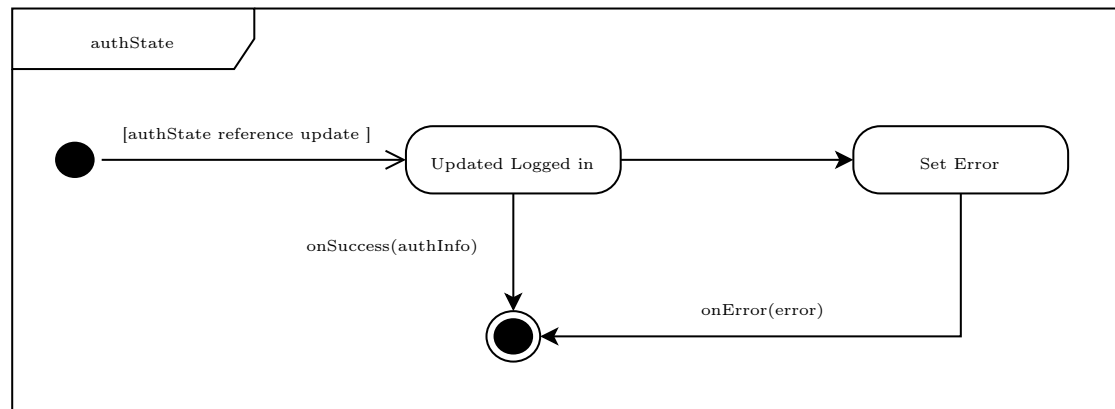 authState
[authState reference update ]
Updated Logged in
Set Error
onSuccess(authInfo)
onError(error)